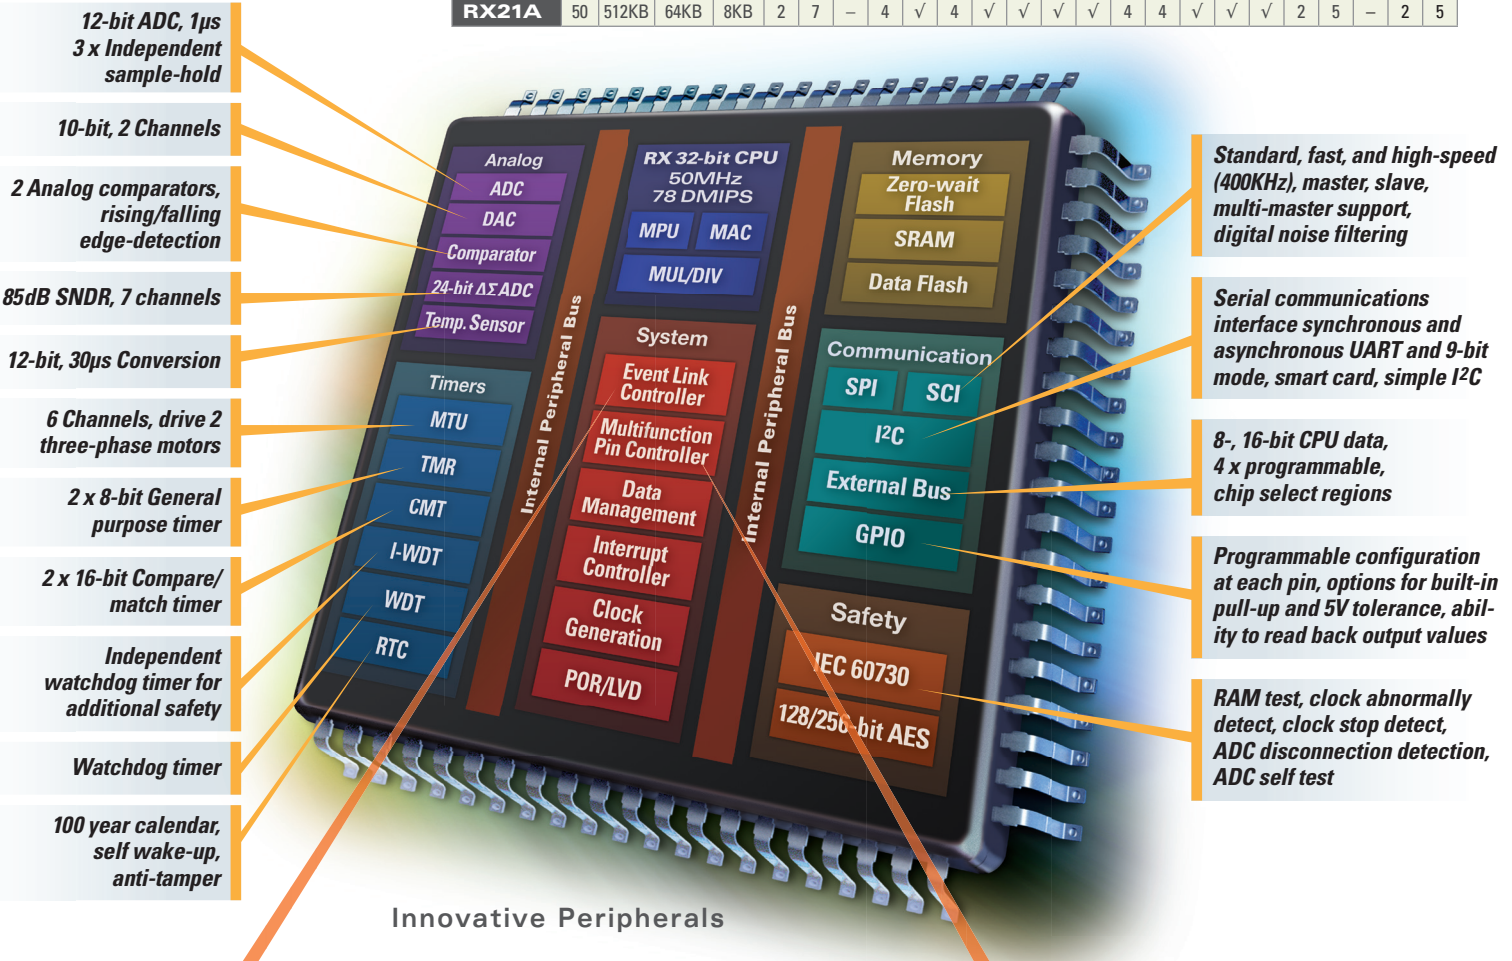 RX21A 50 512KB 64KB 8KB 2 7 – 4 √ 4 √ √ √ √ 4 4 √ √ √ 2 5 – 2 5
12-bit ADC, 1µs
3 x Independent
sample-hold
10-bit, 2 Channels
2 Analog comparators,
rising/falling
edge-detection
85dB SNDR, 7 channels
12-bit, 30µs Conversion
6 Channels, drive 2
three-phase motors
2 x 8-bit General
purpose timer
2 x 16-bit Compare/
match timer
Independent
watchdog timer for
additional safety
Watchdog timer
100 year calendar,
self wake-up,
anti-tamper
Analog
ADC
DAC
Comparator
24-bit ΔΣ ADC
Temp. Sensor
Timers
MTU
TMR
CMT
I-WDT
WDT
RTC
Internal Peripheral Bus
RX 32-bit CPU
50MHz
78 DMIPS
MPU
MAC
MUL/DIV
System
Event Link
Controller
Multifunction
Pin Controller
Data
Management
Interrupt
Controller
Clock
Generation
POR/LVD
Internal Peripheral Bus
Memory
Zero-wait
Flash
SRAM
Data Flash
Communication
SPI
SCI
I²C
External Bus
GPIO
Safety
IEC 60730
128/256-bit AES
Standard, fast, and high-speed
(400KHz), master, slave,
multi-master support,
digital noise filtering
Serial communications
interface synchronous and
asynchronous UART and 9-bit
mode, smart card, simple I²C
8-, 16-bit CPU data,
4 x programmable,
chip select regions
Programmable configuration
at each pin, options for built-in
pull-up and 5V tolerance, abil-
ity to read back output values
RAM test, clock abnormally
detect, clock stop detect,
ADC disconnection detection,
ADC self test
Innovative Peripherals